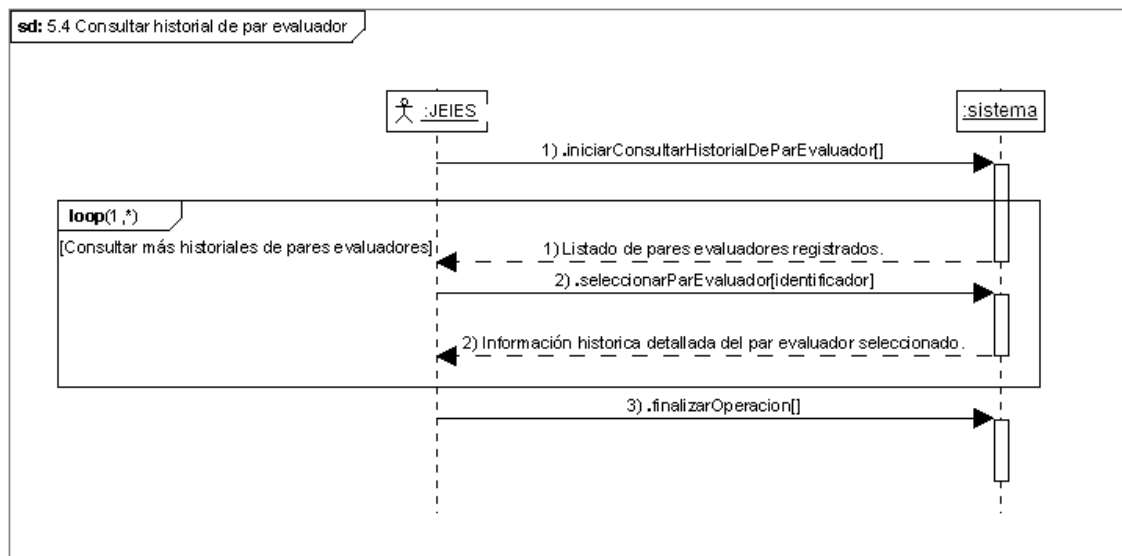 sd: 5.4 Consultar historial de par evaluador
:JEIES
:sistema
1) .iniciarConsultarHistorialDeParEvaluador[]
loop(1,*)
[Consultar más historiales de pares evaluadores]
1) Listado de pares evaluadores registrados.
2) .seleccionarParEvaluador[identificador]
2) Información historica detallada del par evaluador seleccionado.
3) .finalizarOperacion[]